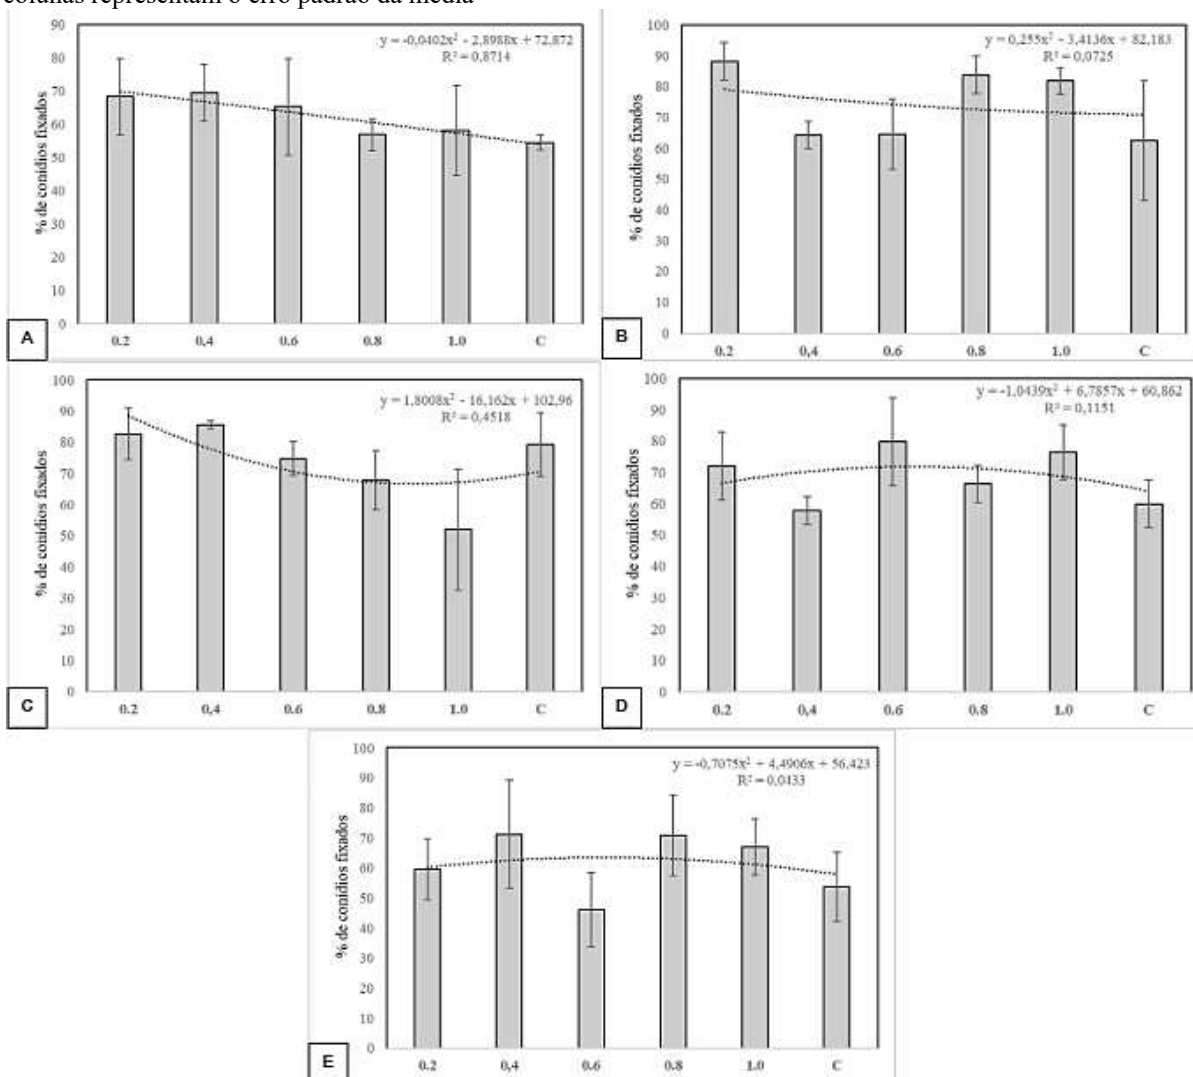 colunas representam o erro padrão da média
y = -0,0402x² - 2,8988x + 72,872
R² = 0,8714
% de conídios fixados
90
80
70
60
50
40
30
20
10
0
0.2 0,4 0.6 0.8 1.0 C
A
y = 0,255x² - 3,4136x + 82,183
R² = 0,0725
% de conídios fixados
100
90
80
70
60
50
40
30
20
10
0
0.2 0,4 0.6 0.8 1.0 C
B
y = 1,8008x² - 16,162x + 102,96
R² = 0,4518
% de conídios fixados
100
90
80
70
60
50
40
30
20
10
0
0.2 0,4 0.6 0.8 1.0 C
C
y = -1,0439x² + 6,7857x + 60,862
R² = 0,1151
% de conídios fixados
100
90
80
70
60
50
40
30
20
10
0
0.2 0,4 0.6 0.8 1.0 C
D
y = -0,7075x² + 4,4906x + 56,423
R² = 0,0433
% de conídios fixados
100
90
80
70
60
50
40
30
20
10
0
0.2 0,4 0.6 0.8 1.0 C
E